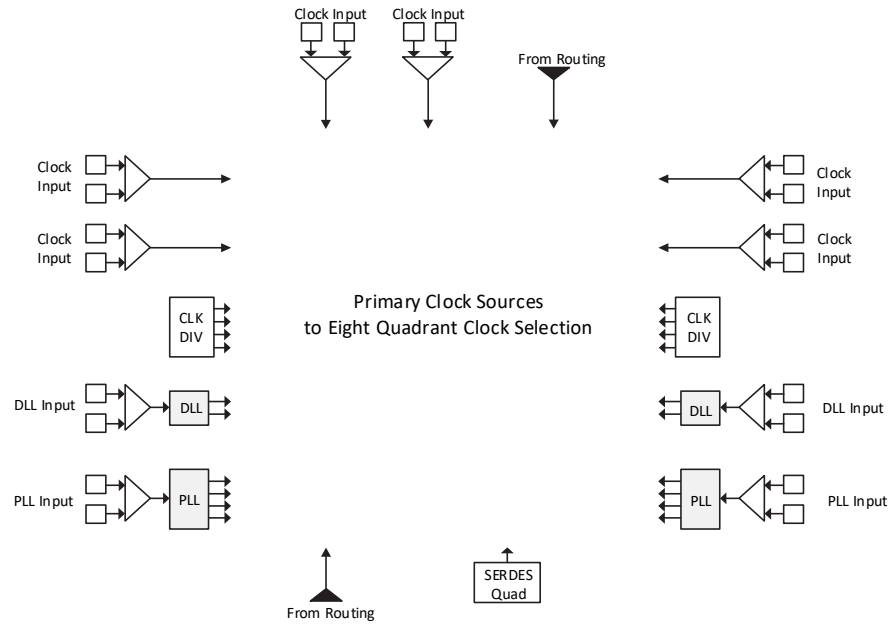 Clock Input
Clock Input
From Routing
Clock
Input
Clock
Input
Clock
Input
Clock
Input
Primary Clock Sources
to Eight Quadrant Clock Selection
CLK
DIV
CLK
DIV
DLL Input
DLL
DLL
DLL Input
PLL Input
PLL
PLL
PLL Input
From Routing
SERDES
Quad